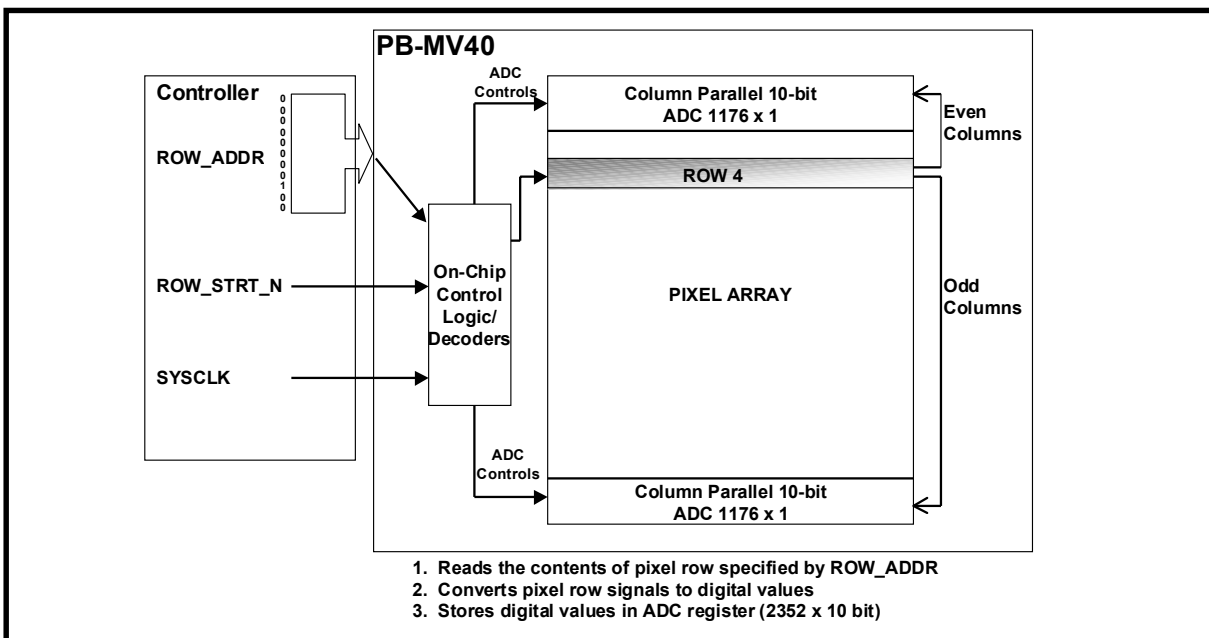 PB-MV40
Controller
0
0
0
0
0
0
0
0
1
0
0
ROW_ADDR
ROW_STRT_N
SYSCLK
ADC
Controls
On-Chip
Control
Logic/
Decoders
ADC
Controls
Column Parallel 10-bit
ADC 1176 x 1
ROW 4
PIXEL ARRAY
Column Parallel 10-bit
ADC 1176 x 1
Even
Columns
Odd
Columns
1. Reads the contents of pixel row specified by ROW_ADDR
2. Converts pixel row signals to digital values
3. Stores digital values in ADC register (2352 x 10 bit)